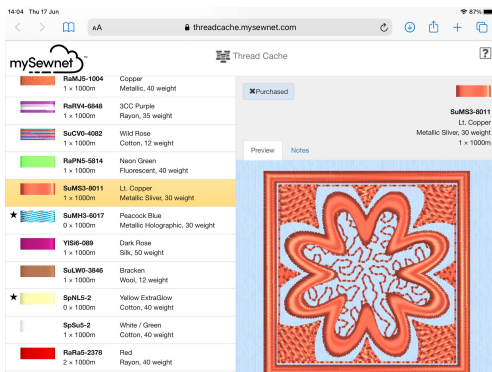 14:04 Thu 17 Jun
87%
AA
threadcache.mysewnet.com
mySewnet
Thread Cache
?
RaMJ5-1004 Copper
1 × 1000m Metallic, 40 weight
RaRV4-6848 3CC Purple
1 × 1000m Rayon, 35 weight
SuCV0-4082 Wild Rose
1 × 1000m Cotton, 12 weight
RaPN5-5814 Neon Green
1 × 1000m Fluorescent, 40 weight
SuMS3-8011 Lt. Copper
1 × 1000m Metallic Sliver, 30 weight
★ SuMH3-6017 Peacock Blue
0 × 1000m Metallic Holographic, 30 weight
YISi6-089 Dark Rose
1 × 1000m Silk, 50 weight
SuLW0-3846 Bracken
1 × 1000m Wool, 12 weight
★ SpNL5-2 Yellow ExtraGlow
0 × 1000m Cotton, 40 weight
SpSu5-2 White / Green
1 × 1000m Cotton, 40 weight
RaRa5-2378 Red
2 × 1000m Rayon, 40 weight
✖Purchased
SuMS3-8011
Lt. Copper
Metallic Sliver, 30 weight
1 × 1000m
Preview Notes